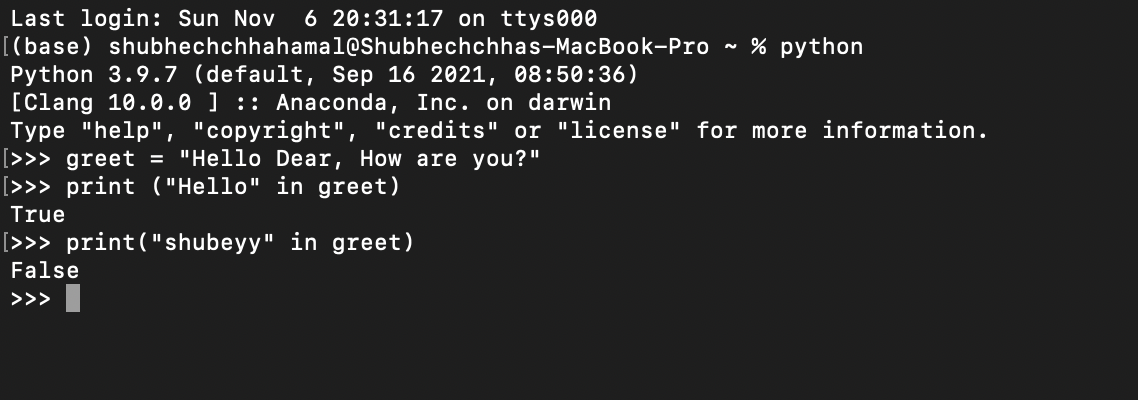 Last login: Sun Nov  6 20:31:17 on ttys000
[(base) shubhechchhahamal@Shubhechchhas-MacBook-Pro ~ % python
Python 3.9.7 (default, Sep 16 2021, 08:50:36)
[Clang 10.0.0 ] :: Anaconda, Inc. on darwin
Type "help", "copyright", "credits" or "license" for more information.
[>>> greet = "Hello Dear, How are you?"
[>>> print ("Hello" in greet)
True
[>>> print("shubeyy" in greet)
False
>>>